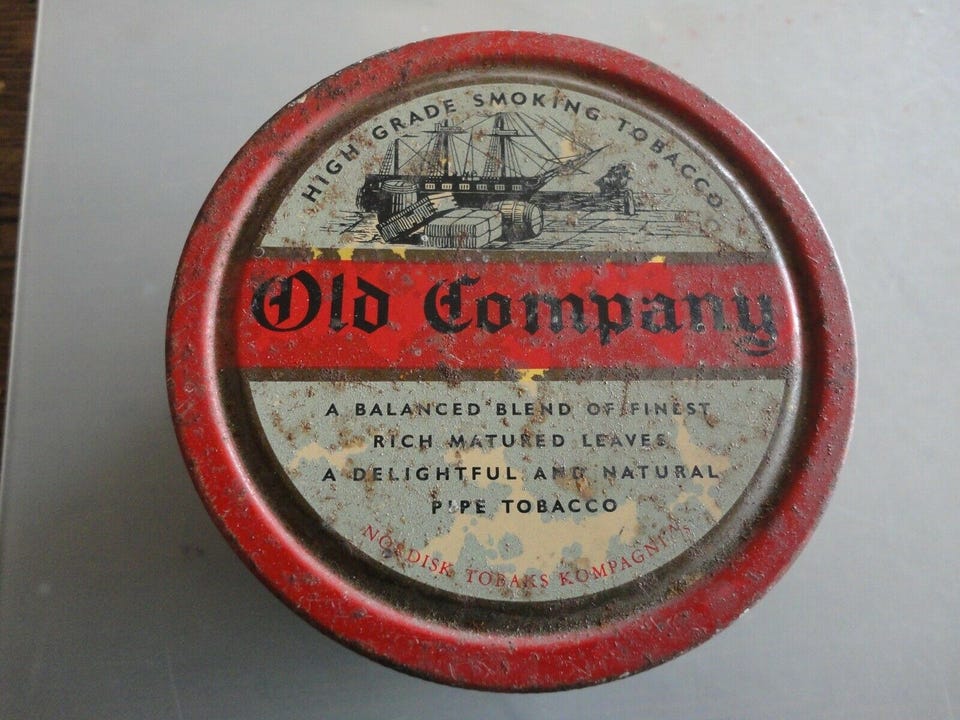 HIGH GRADE SMOKING TOBACCO
Old Company
A BALANCED BLEND OF FINEST
RICH MATURED LEAVES
A DELIGHTFUL AND NATURAL
PIPE TOBACCO
NORDISK TOBAKS KOMPAGNI A/S